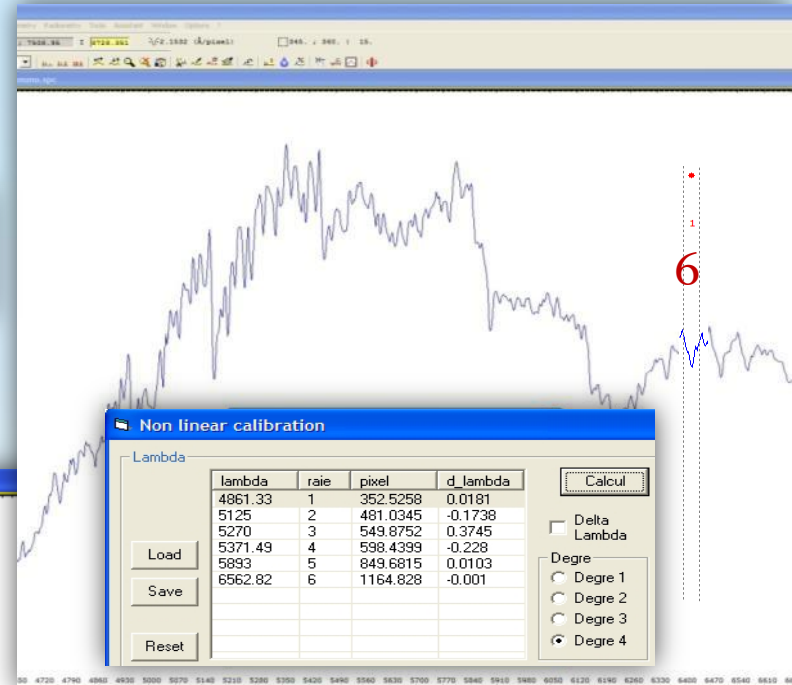 Radiometry Tools Assistant Window Options ?
2.1532 (Å/pixel)
1
6
Non linear calibration
Lambda
lambda raie pixel d_lambda
4861.33 1 352.5258 0.0181
5125 2 481.0345 -0.1738
5270 3 549.8752 0.3745
5371.49 4 598.4399 -0.228
5893 5 849.6815 0.0103
6562.82 6 1164.828 -0.001
Calcul
Delta
Lambda
Degre
Degre 1
Degre 2
Degre 3
Degre 4
Load
Save
Reset
4720 4790 4860 4930 5000 5070 5140 5210 5280 5350 5420 5490 5560 5630 5700 5770 5840 5910 5980 6050 6120 6190 6260 6330 6400 6470 6540 6610